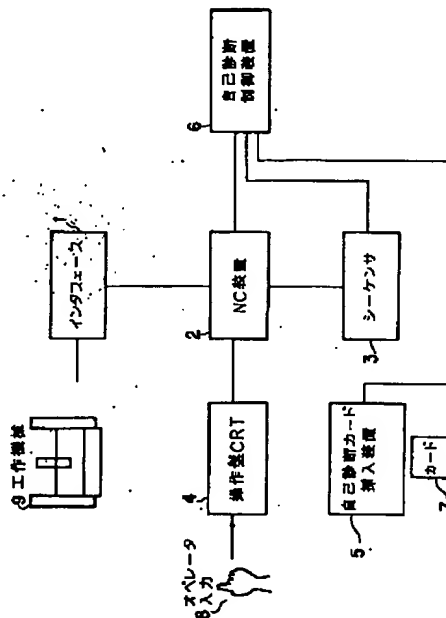 9 工作機械
インタフェース
1
オペレータ
8 入力
4
操作盤CRT
2
NC装置
6
自己診断
制御装置
5
自己診断カード
挿入装置
カード
7
3
シーケンサ